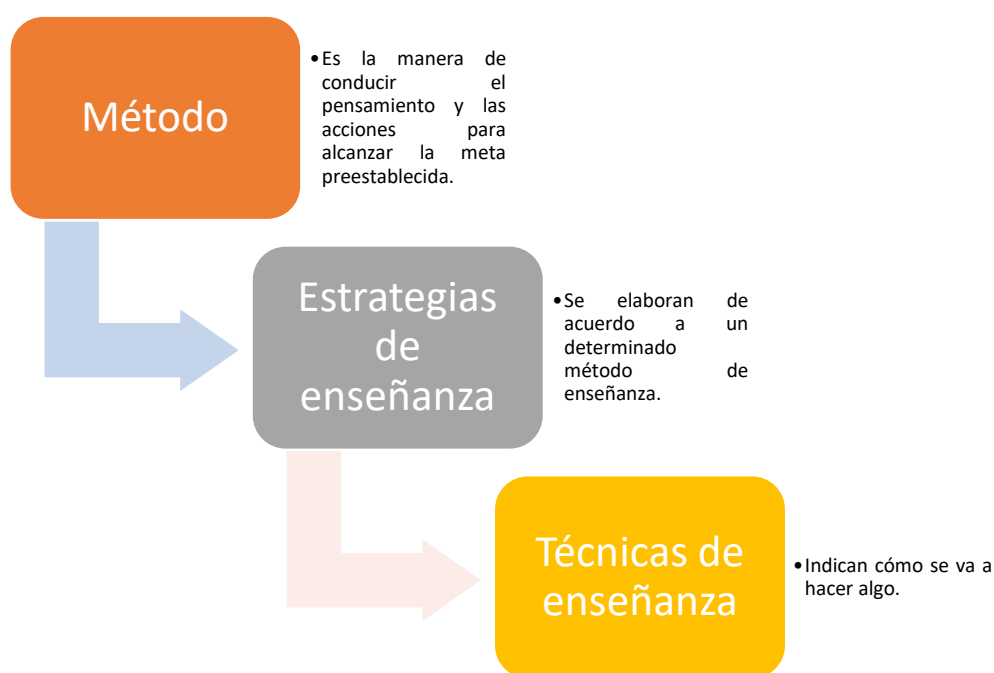 Método
•Es la manera de
conducir el
pensamiento y las
acciones para
alcanzar la meta
preestablecida.
Estrategias
de
enseñanza
•Se elaboran de
acuerdo a un
determinado
método de
enseñanza.
Técnicas de
enseñanza
•Indican cómo se va a
hacer algo.